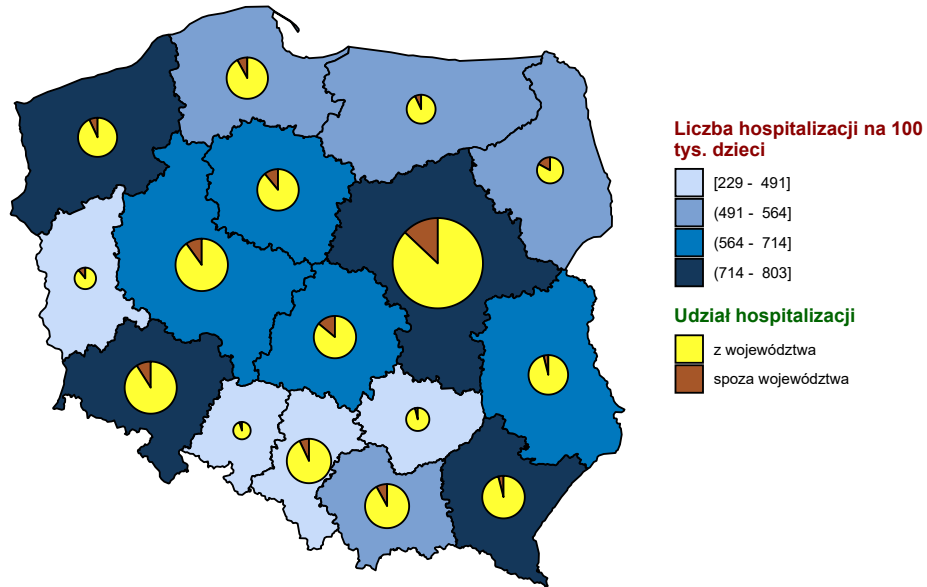 Liczba hospitalizacji na 100
tys. dzieci
[229 - 491]
(491 - 564]
(564 - 714]
(714 - 803]
Udział hospitalizacji
z województwa
spoza województwa